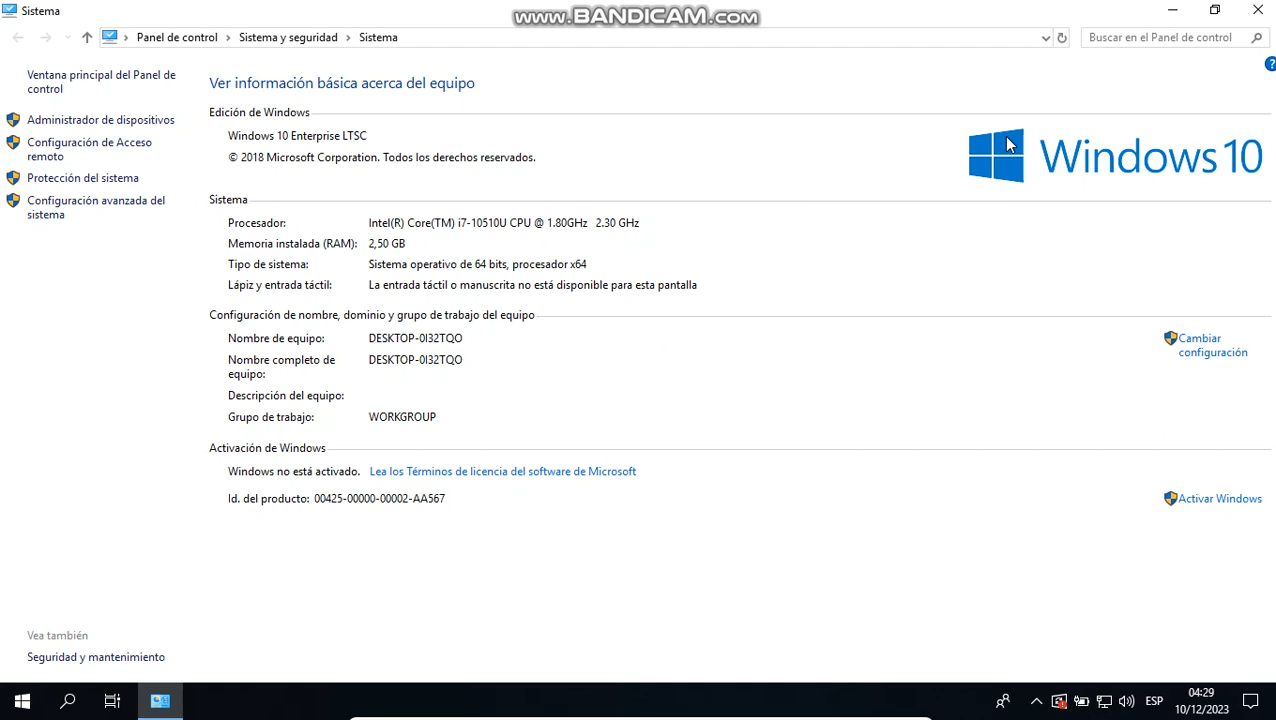 Sistema
www.BANDICAM.com
Panel de control
Sistema y seguridad
Sistema
Buscar en el Panel de control
Ventana principal del Panel de
control
Administrador de dispositivos
Configuración de Acceso
remoto
Protección del sistema
Configuración avanzada del
sistema
Ver información básica acerca del equipo
Edición de Windows
Windows 10 Enterprise LTSC
© 2018 Microsoft Corporation. Todos los derechos reservados.
Windows 10
Sistema
Procesador: Intel(R) Core(TM) i7-10510U CPU @ 1.80GHz 2.30 GHz
Memoria instalada (RAM): 2,50 GB
Tipo de sistema: Sistema operativo de 64 bits, procesador x64
Lápiz y entrada táctil: La entrada táctil o manuscrita no está disponible para esta pantalla
Configuración de nombre, dominio y grupo de trabajo del equipo
Nombre de equipo: DESKTOP-0I32TQO
Nombre completo de
equipo: DESKTOP-0I32TQO
Descripción del equipo:
Grupo de trabajo: WORKGROUP
Cambiar
configuración
Activación de Windows
Windows no está activado. Lea los Términos de licencia del software de Microsoft
Id. del producto: 00425-00000-00002-AA567
Activar Windows
Vea también
Seguridad y mantenimiento
ESP
04:29
10/12/2023